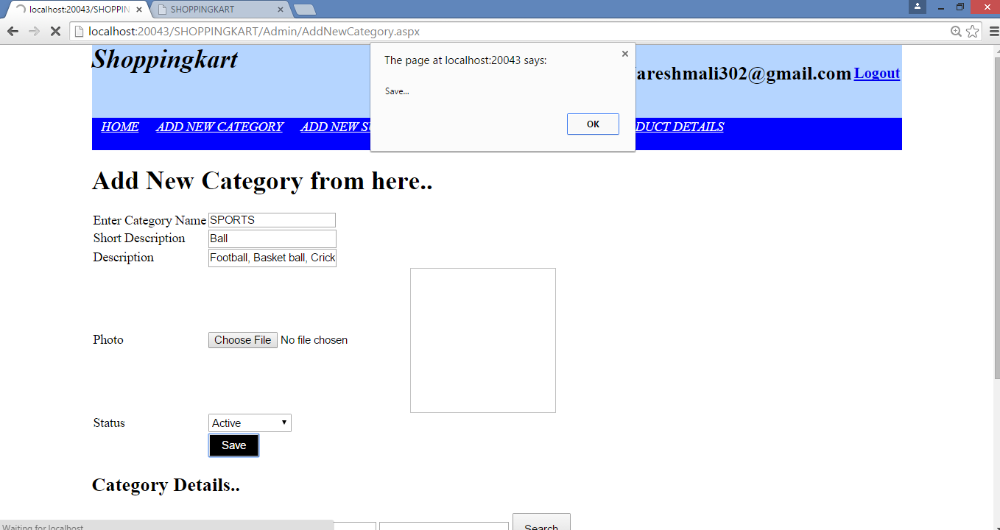 localhost:20043/SHOPPIN
SHOPPINGKART
localhost:20043/SHOPPINGKART/Admin/AddNewCategory.aspx
Shoppingkart
The page at localhost:20043 says:
Save...
OK
areshmali302@gmail.com Logout
HOME ADD NEW CATEGORY ADD NEW DUCT DETAILS
Add New Category from here..
Enter Category Name SPORTS
Short Description Ball
Description Football, Basket ball, Crick
Photo Choose File No file chosen
Status Active
Save
Category Details..
Search
Waiting for localhost